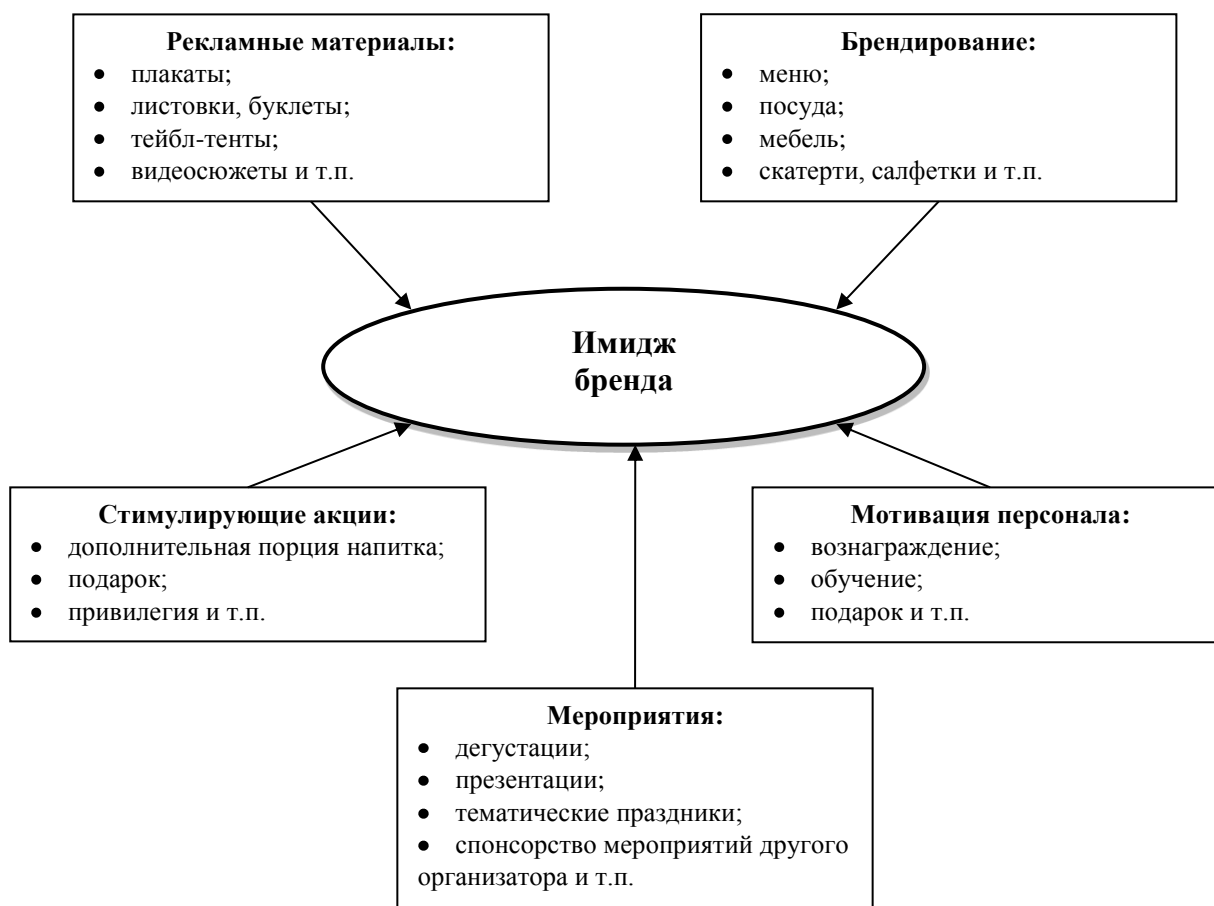 Рекламные материалы:
• плакаты;
• листовки, буклеты;
• тейбл-тенты;
• видеосюжеты и т.п.
Брендирование:
• меню;
• посуда;
• мебель;
• скатерти, салфетки и т.п.
Имидж
бренда
Стимулирующие акции:
• дополнительная порция напитка;
• подарок;
• привилегия и т.п.
Мотивация персонала:
• вознаграждение;
• обучение;
• подарок и т.п.
Мероприятия:
• дегустации;
• презентации;
• тематические праздники;
• спонсорство мероприятий другого
организатора и т.п.